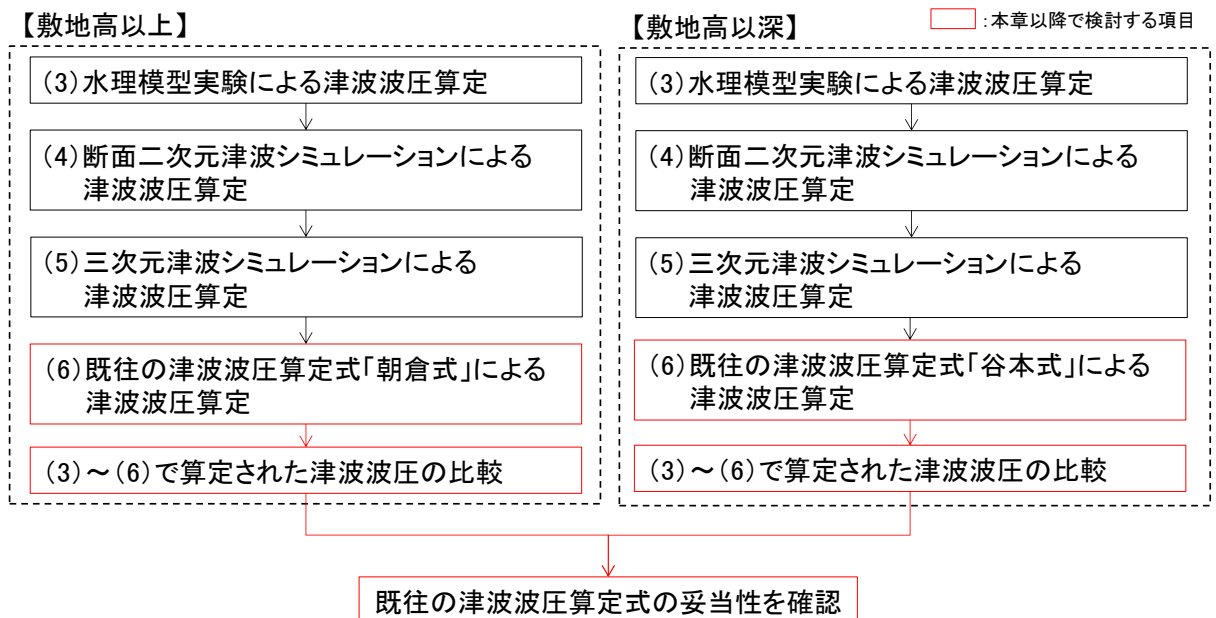 【敷地高以上】
(3)水理模型実験による津波波圧算定
(4)断面二次元津波シミュレーションによる
津波波圧算定
(5)三次元津波シミュレーションによる
津波波圧算定
(6)既往の津波波圧算定式「朝倉式」による
津波波圧算定
(3)~(6)で算定された津波波圧の比較
【敷地高以深】
:本章以降で検討する項目
(3)水理模型実験による津波波圧算定
(4)断面二次元津波シミュレーションによる
津波波圧算定
(5)三次元津波シミュレーションによる
津波波圧算定
(6)既往の津波波圧算定式「谷本式」による
津波波圧算定
(3)~(6)で算定された津波波圧の比較
既往の津波波圧算定式の妥当性を確認